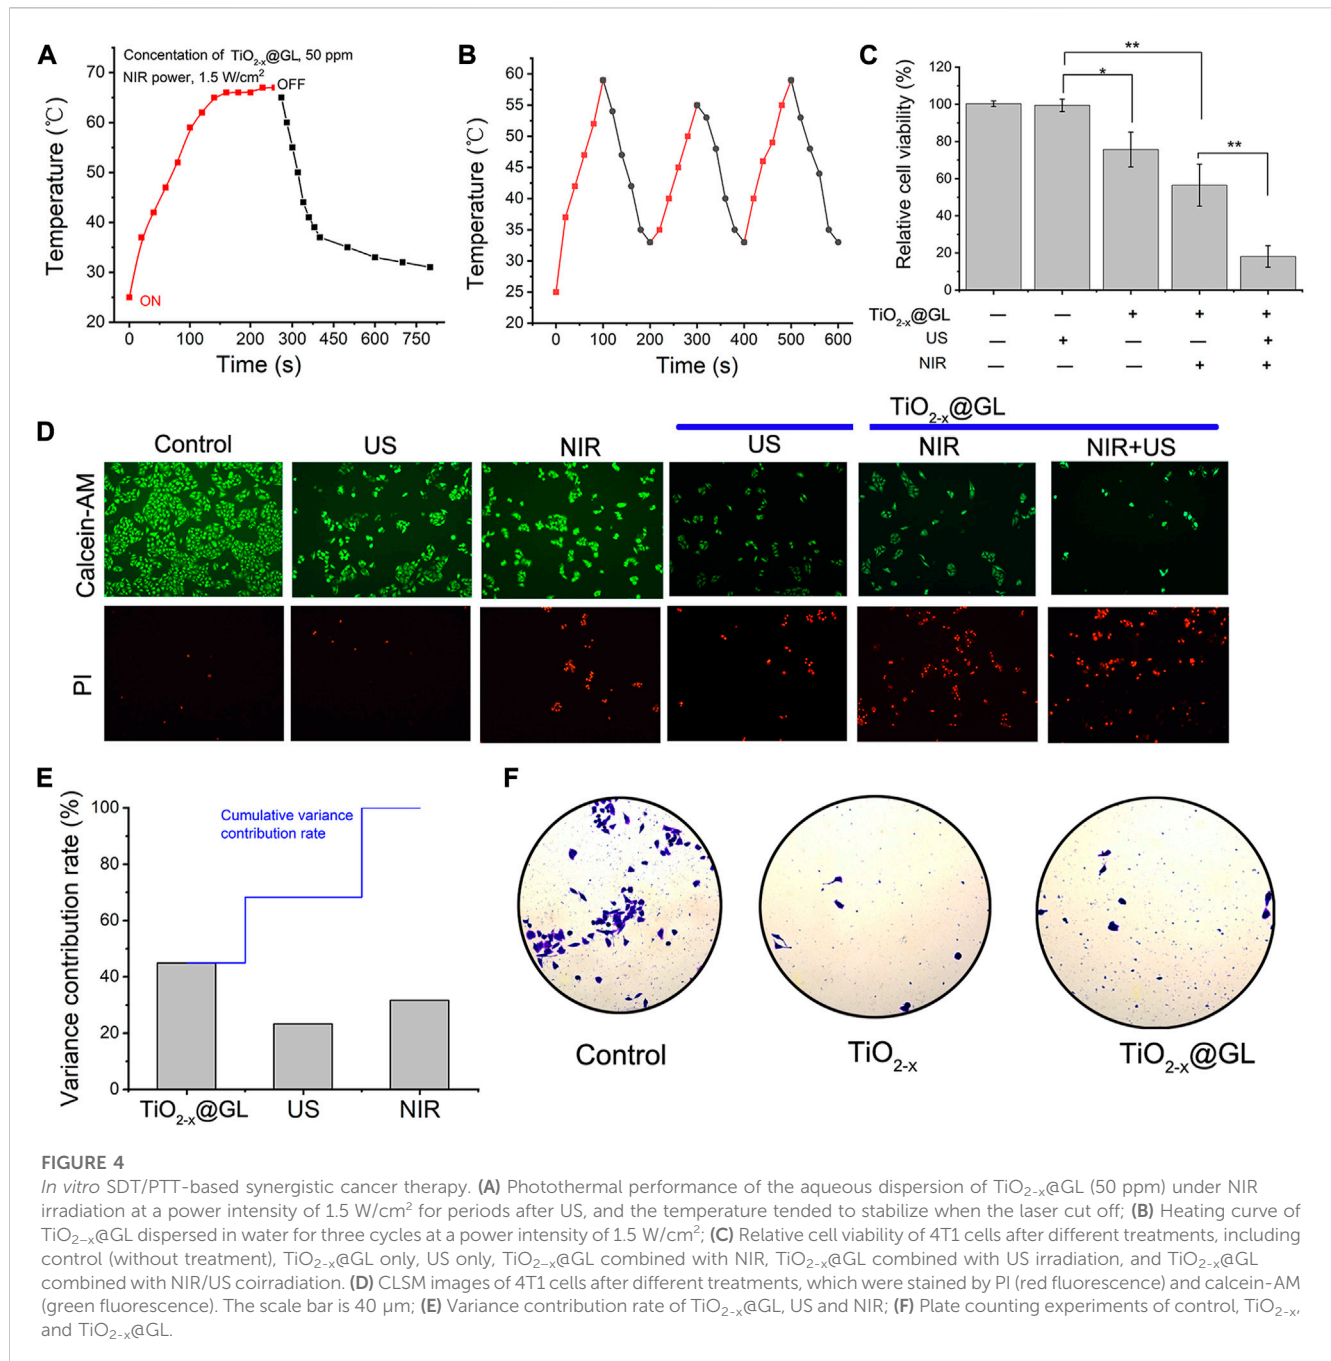 A
Concentation of TiO2-x@GL, 50 ppm
NIR power, 1.5 W/cm²
OFF
ON
Temperature (℃)
70
60
50
40
30
20
0 100 200 300 450 600 750
Time (s)
B
Temperature (℃)
60
55
50
45
40
35
30
25
20
0 100 200 300 400 500 600
Time (s)
C
Relative cell viability (%)
120
100
80
60
40
20
0
**
*
**
TiO2-x@GL — — + + +
US — + — — +
NIR — — — + +
D
TiO2-x@GL
Control US NIR US NIR NIR+US
Calcein-AM
PI
E
Variance contribution rate (%)
100
80
60
40
20
0
Cumulative variance
contribution rate
TiO2-x@GL US NIR
F
Control TiO2-x TiO2-x@GL
FIGURE 4
In vitro SDT/PTT-based synergistic cancer therapy. (A) Photothermal performance of the aqueous dispersion of TiO2-x@GL (50 ppm) under NIR
irradiation at a power intensity of 1.5 W/cm² for periods after US, and the temperature tended to stabilize when the laser cut off; (B) Heating curve of
TiO2−x@GL dispersed in water for three cycles at a power intensity of 1.5 W/cm²; (C) Relative cell viability of 4T1 cells after different treatments, including
control (without treatment), TiO2-x@GL only, US only, TiO2-x@GL combined with NIR, TiO2-x@GL combined with US irradiation, and TiO2-x@GL
combined with NIR/US coirradiation. (D) CLSM images of 4T1 cells after different treatments, which were stained by PI (red fluorescence) and calcein-AM
(green fluorescence). The scale bar is 40 μm; (E) Variance contribution rate of TiO2-x@GL, US and NIR; (F) Plate counting experiments of control, TiO2-x,
and TiO2-x@GL.